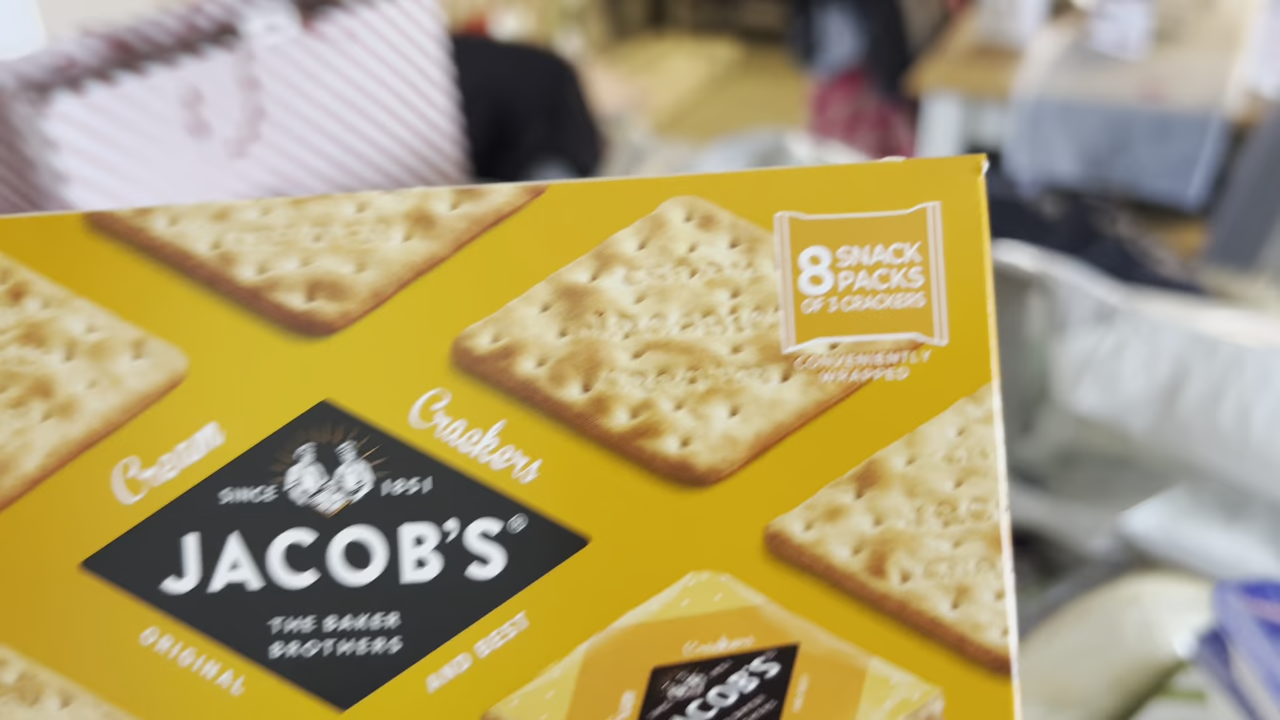 8 SNACK
PACKS
OF 3 CRACKERS
CONVENIENTLY
WRAPPED
Cream
Crackers
SINCE 1851
JACOB'S®
THE BAKER
BROTHERS
ORIGINAL
AND BEST
Crackers
JACOB'S